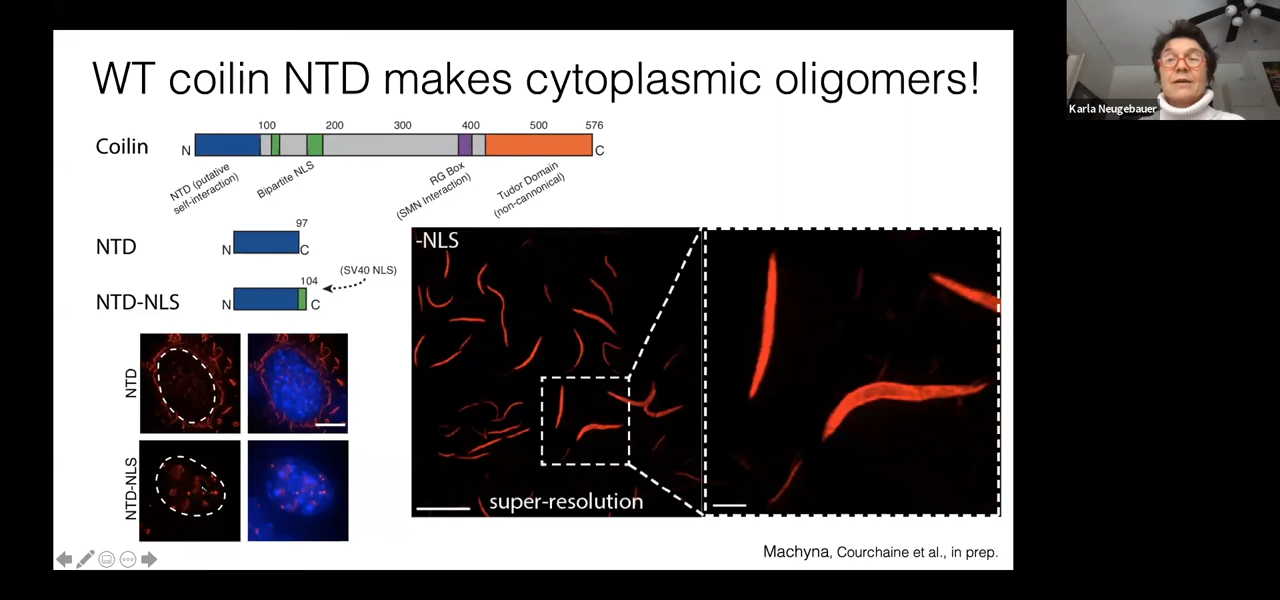 WT coilin NTD makes cytoplasmic oligomers!
Karla Neugebauer
100 200 300 400 500 576
Coilin N C
NTD (putative
self-interaction)
Bipartite NLS
RG Box
(SMN Interaction)
Tudor Domain
(non-cannonical)
97
NTD N C
(SV40 NLS)
104
NTD-NLS N C
-NLS
NTD
NTD-NLS
super-resolution
Machyna, Courchaine et al., in prep.